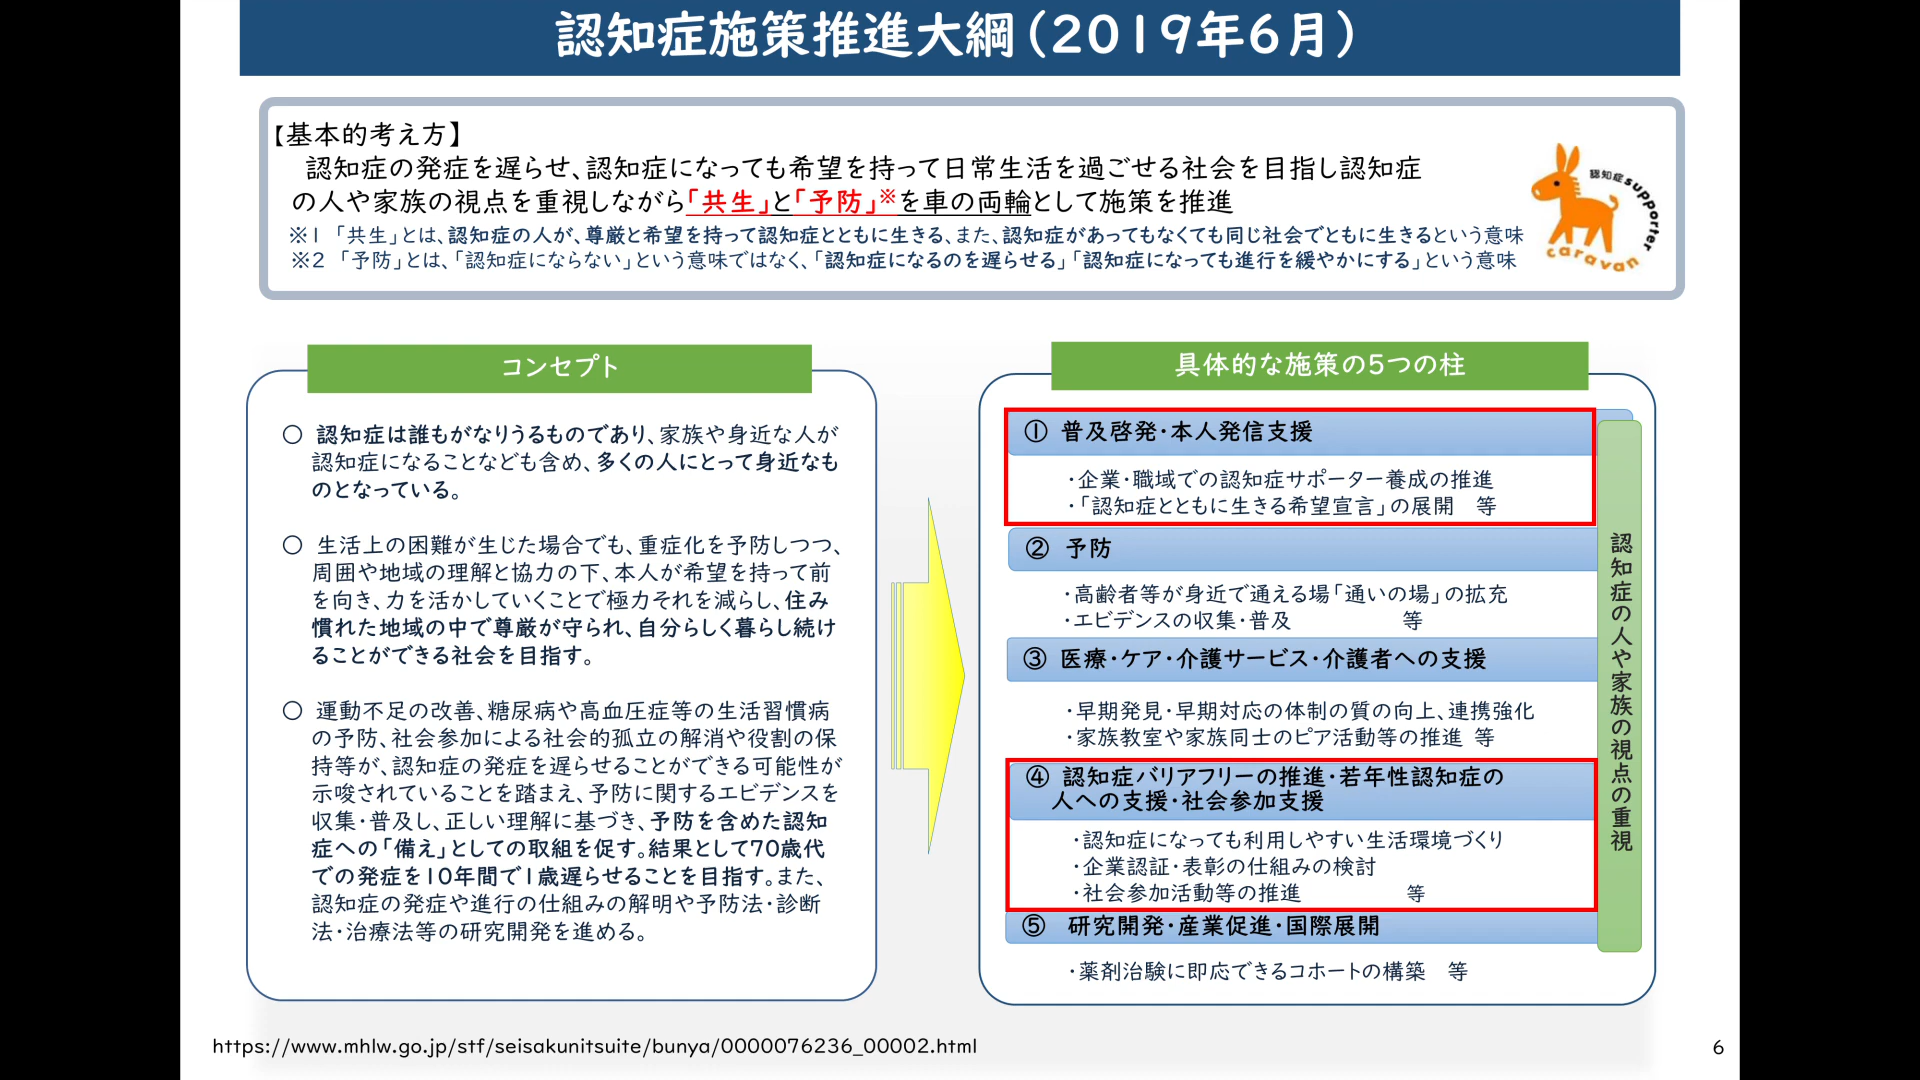 認知症施策推進大綱（2019年6月）
【基本的考え方】
認知症の発症を遅らせ、認知症になっても希望を持って日常生活を過ごせる社会を目指し認知症
の人や家族の視点を重視しながら「共生」と「予防」※を車の両輪として施策を推進
※1 「共生」とは、認知症の人が、尊厳と希望を持って認知症とともに生きる、また、認知症があってもなくても同じ社会でともに生きるという意味
※2 「予防」とは、「認知症にならない」という意味ではなく、「認知症になるのを遅らせる」「認知症になっても進行を緩やかにする」という意味
認知症supporter
caravan
コンセプト
○ 認知症は誰もがなりうるものであり、家族や身近な人が
認知症になることなども含め、多くの人にとって身近なも
のとなっている。
○ 生活上の困難が生じた場合でも、重症化を予防しつつ、
周囲や地域の理解と協力の下、本人が希望を持って前
を向き、力を活かしていくことで極力それを減らし、住み
慣れた地域の中で尊厳が守られ、自分らしく暮らし続け
ることができる社会を目指す。
○ 運動不足の改善、糖尿病や高血圧症等の生活習慣病
の予防、社会参加による社会的孤立の解消や役割の保
持等が、認知症の発症を遅らせることができる可能性が
示唆されていることを踏まえ、予防に関するエビデンスを
収集・普及し、正しい理解に基づき、予防を含めた認知
症への「備え」としての取組を促す。結果として70歳代
での発症を10年間で1歳遅らせることを目指す。また、
認知症の発症や進行の仕組みの解明や予防法・診断
法・治療法等の研究開発を進める。
具体的な施策の5つの柱
① 普及啓発・本人発信支援
・企業・職域での認知症サポーター養成の推進
・「認知症とともに生きる希望宣言」の展開 等
② 予防
・高齢者等が身近で通える場「通いの場」の拡充
・エビデンスの収集・普及 等
③ 医療・ケア・介護サービス・介護者への支援
・早期発見・早期対応の体制の質の向上、連携強化
・家族教室や家族同士のピア活動等の推進 等
④ 認知症バリアフリーの推進・若年性認知症の
人への支援・社会参加支援
・認知症になっても利用しやすい生活環境づくり
・企業認証・表彰の仕組みの検討
・社会参加活動等の推進 等
⑤ 研究開発・産業促進・国際展開
・薬剤治験に即応できるコホートの構築 等
認知症の人や家族の視点の重視
https://www.mhlw.go.jp/stf/seisakunitsuite/bunya/0000076236_00002.html
6